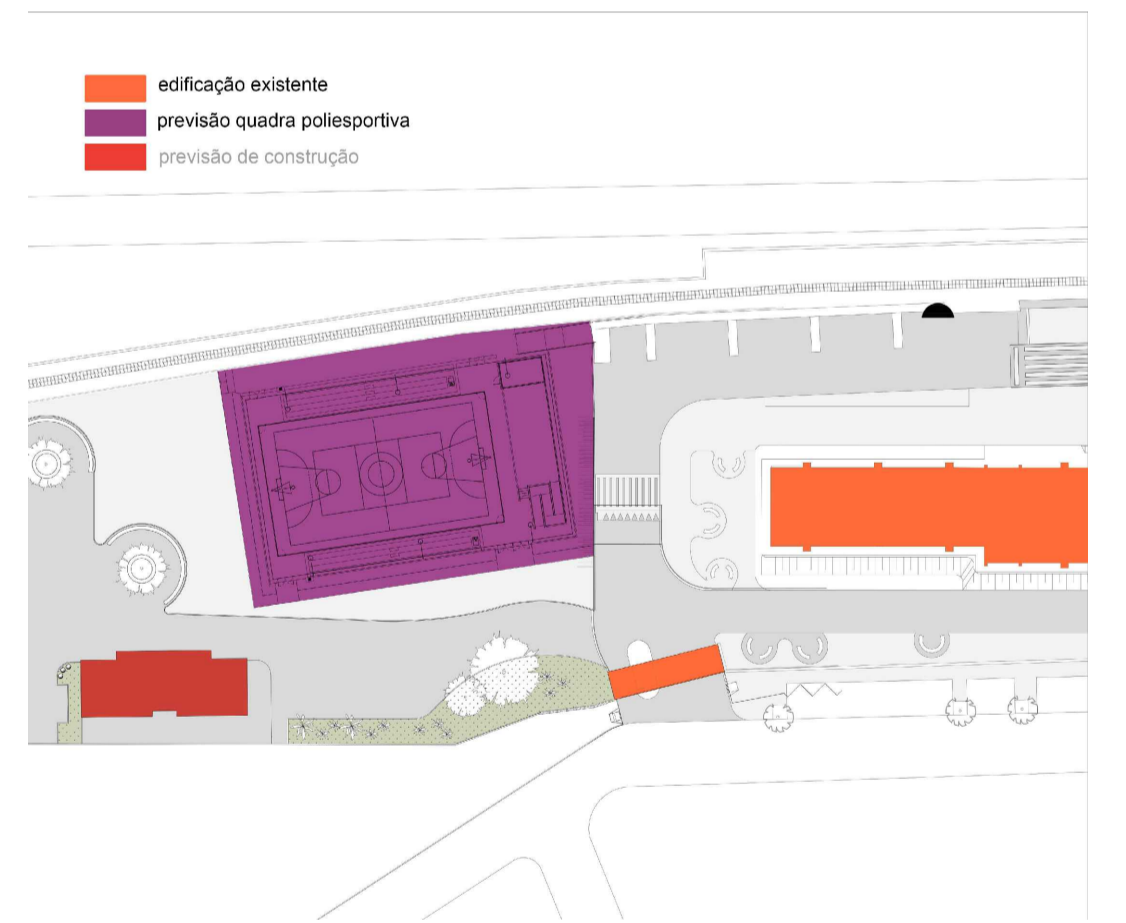 edificação existente
previsão quadra poliesportiva
previsão de construção